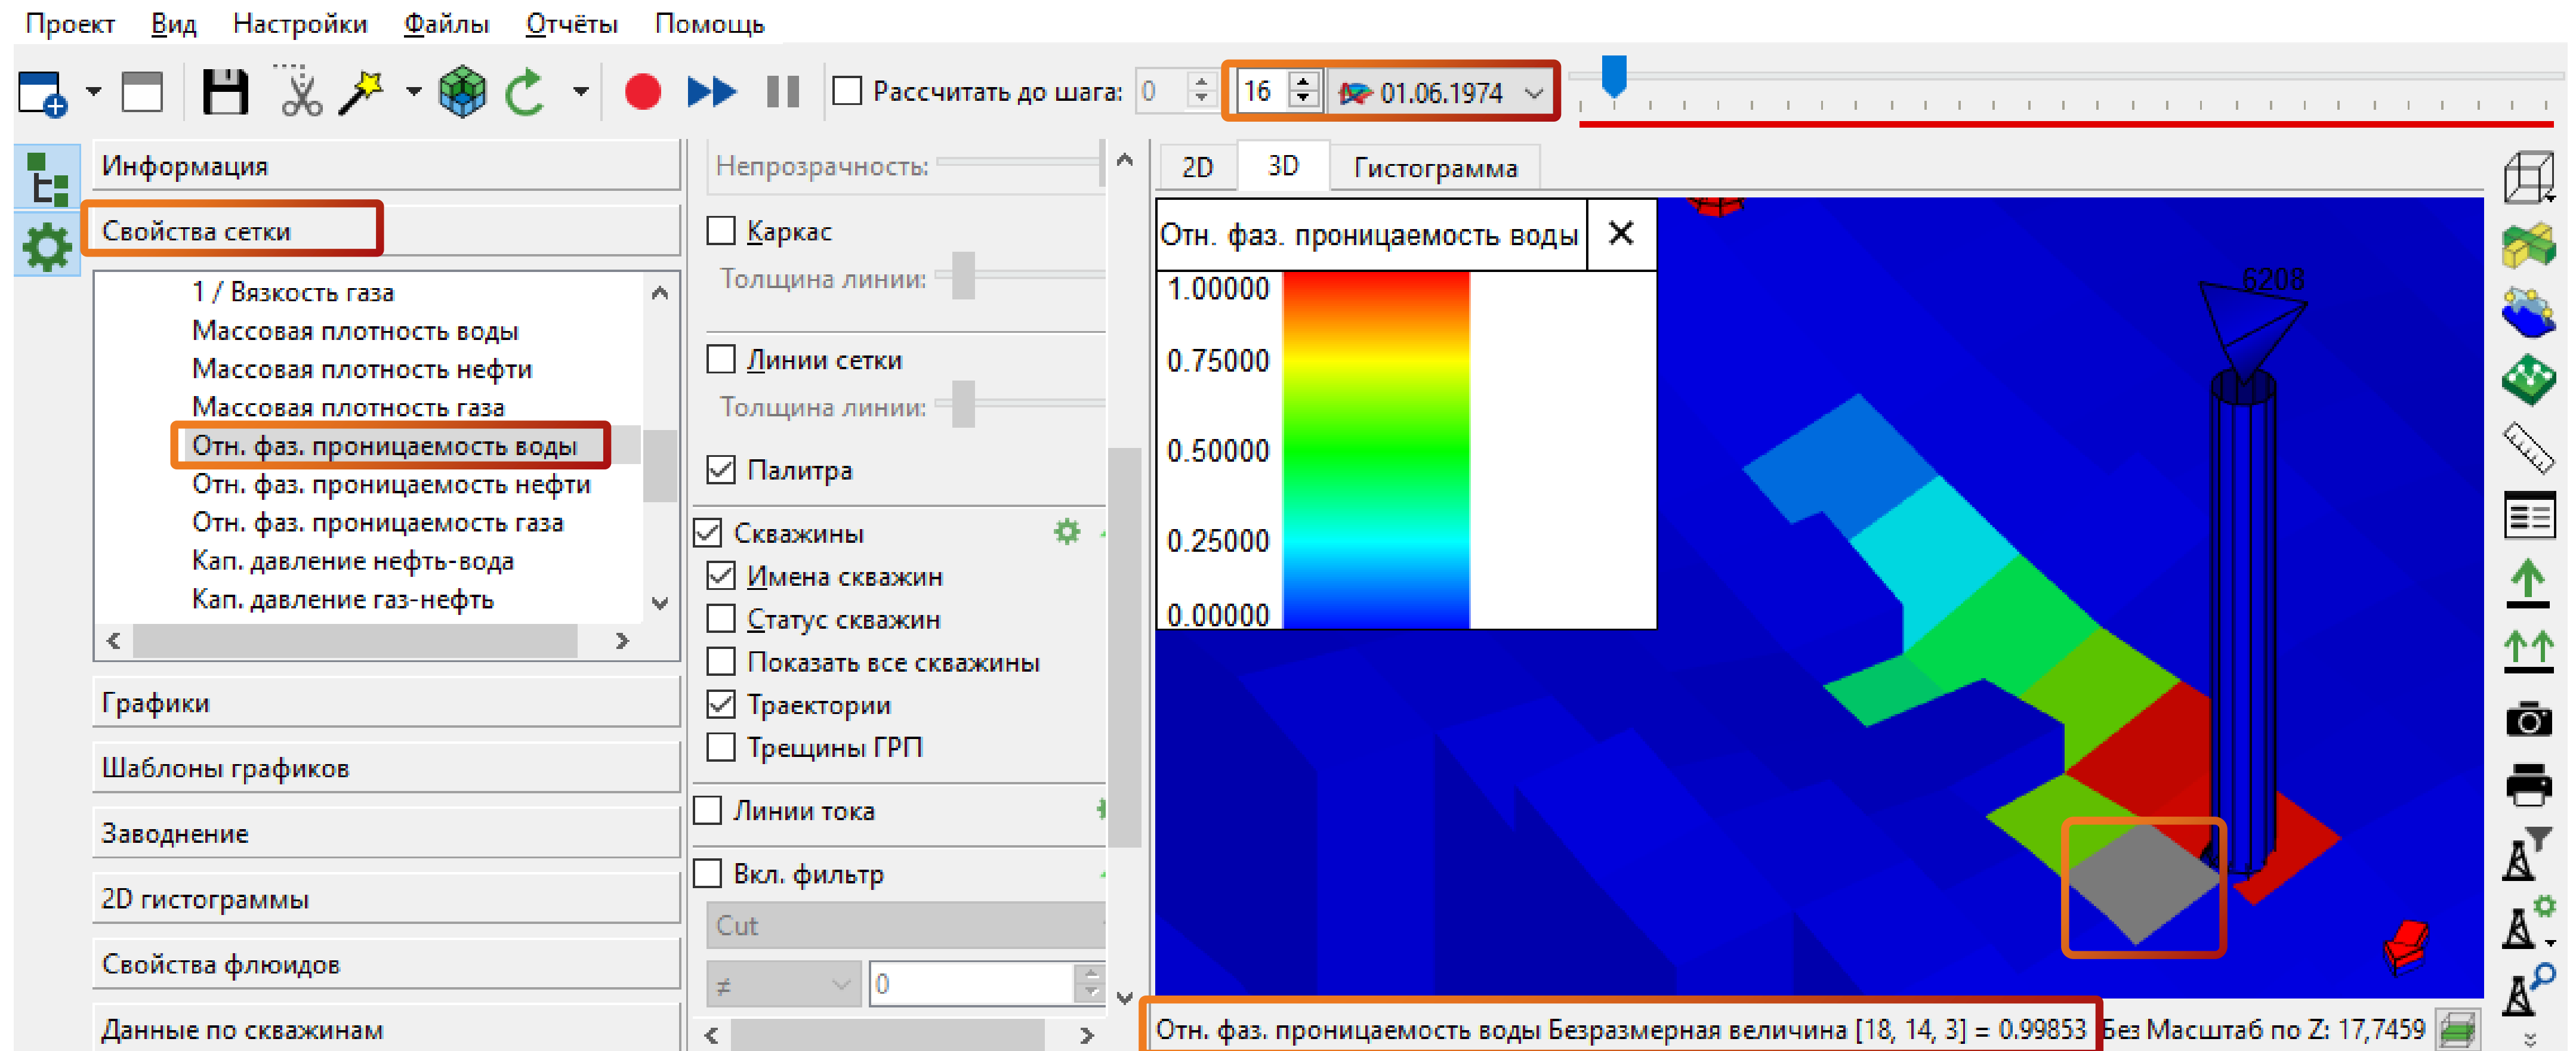 Проект Вид Настройки Файлы Отчёты Помощь
Рассчитать до шага: 0 16 01.06.1974
Информация
Свойства сетки
1 / Вязкость газа
Массовая плотность воды
Массовая плотность нефти
Массовая плотность газа
Отн. фаз. проницаемость воды
Отн. фаз. проницаемость нефти
Отн. фаз. проницаемость газа
Кап. давление нефть-вода
Кап. давление газ-нефть
Графики
Шаблоны графиков
Заводнение
2D гистограммы
Свойства флюидов
Данные по скважинам
Непрозрачность:
Каркас
Толщина линии:
Линии сетки
Толщина линии:
Палитра
Скважины
Имена скважин
Статус скважин
Показать все скважины
Траектории
Трещины ГРП
Линии тока
Вкл. фильтр
Cut
≠ 0
2D 3D Гистограмма
Отн. фаз. проницаемость воды
1.00000
0.75000
0.50000
0.25000
0.00000
6208
Отн. фаз. проницаемость воды Безразмерная величина [18, 14, 3] = 0.99853 Без Масштаб по Z: 17,7459